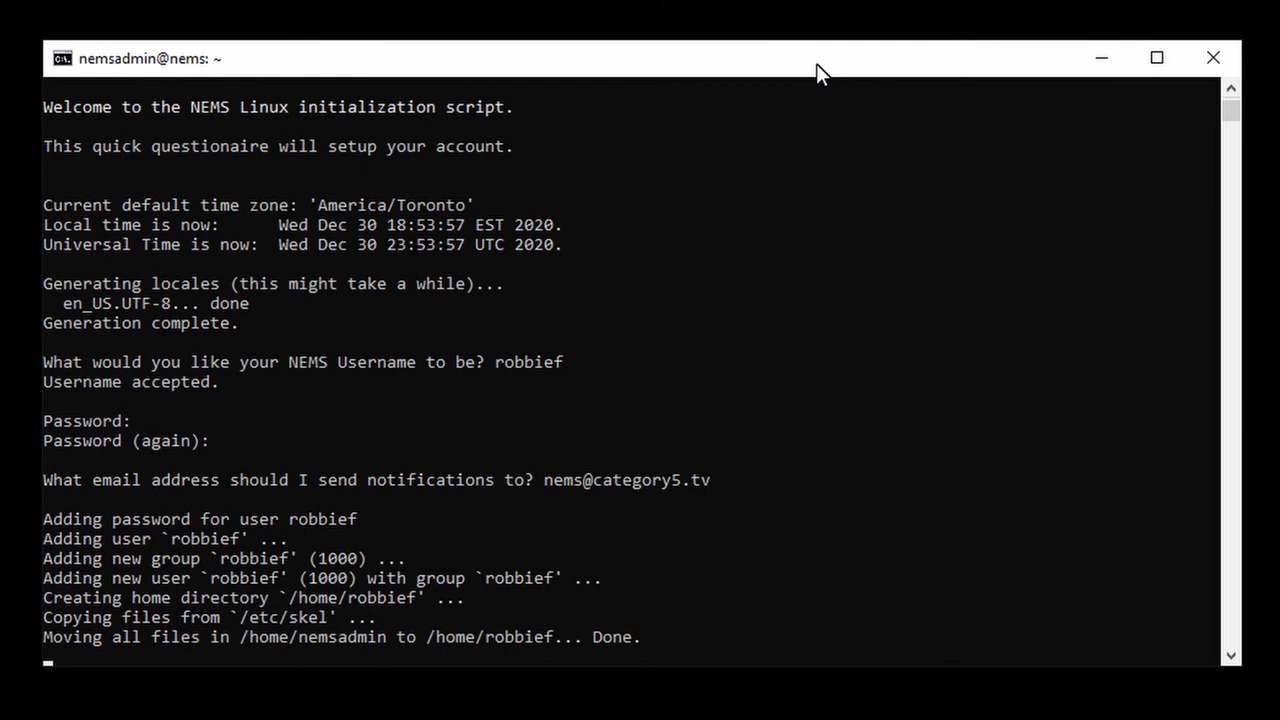 nemsadmin@nems: ~
Welcome to the NEMS Linux initialization script.
This quick questionaire will setup your account.
Current default time zone: 'America/Toronto'
Local time is now:      Wed Dec 30 18:53:57 EST 2020.
Universal Time is now:  Wed Dec 30 23:53:57 UTC 2020.
Generating locales (this might take a while)...
  en_US.UTF-8... done
Generation complete.
What would you like your NEMS Username to be? robbief
Username accepted.
Password:
Password (again):
What email address should I send notifications to? nems@category5.tv
Adding password for user robbief
Adding user `robbief' ...
Adding new group `robbief' (1000) ...
Adding new user `robbief' (1000) with group `robbief' ...
Creating home directory `/home/robbief' ...
Copying files from `/etc/skel' ...
Moving all files in /home/nemsadmin to /home/robbief... Done.